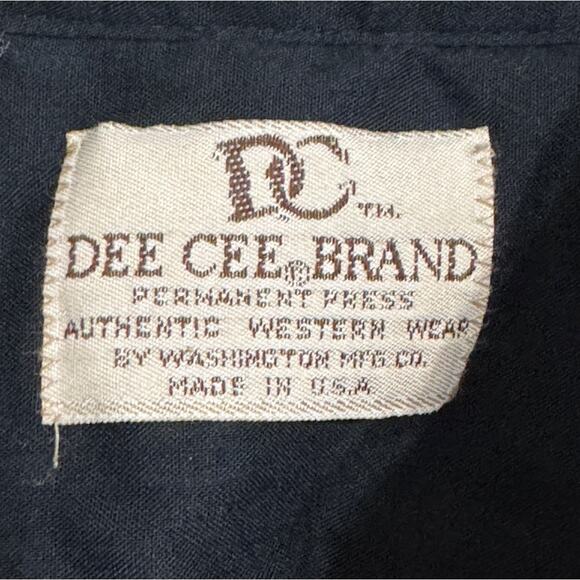 DC TM.
DEE CEE® BRAND
PERMANENT PRESS
AUTHENTIC WESTERN WEAR
BY WASHINGTON MFG CO.
MADE IN U.S.A